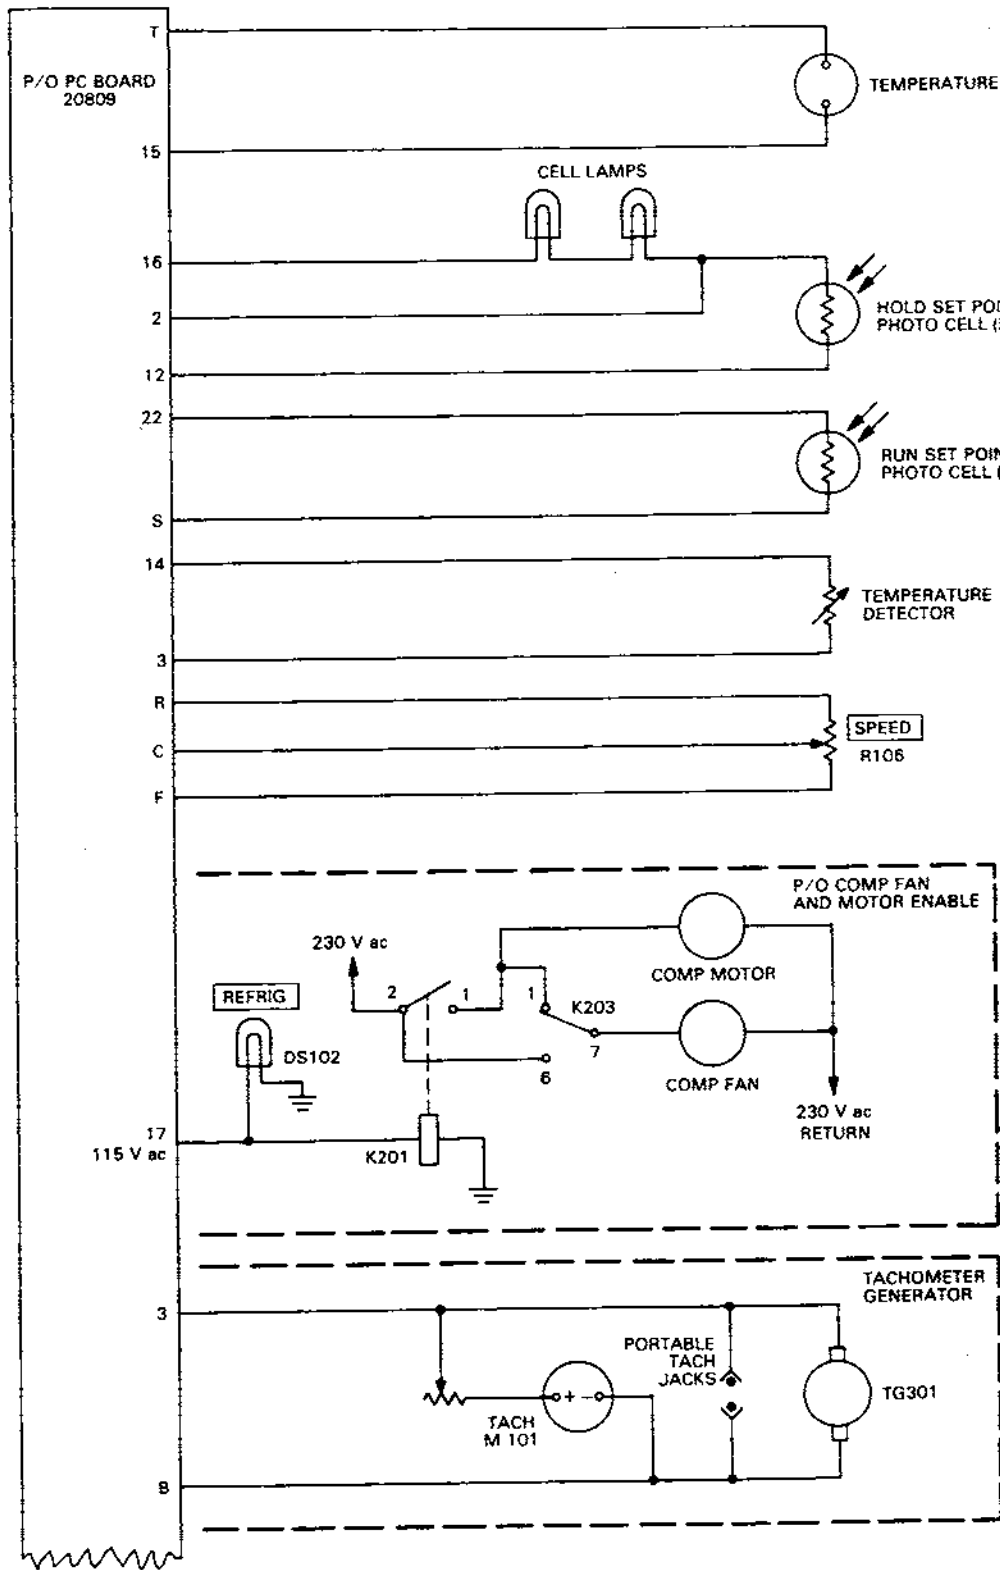 T
P/O PC BOARD
20809
TEMPERATURE
15
CELL LAMPS
16
2
HOLD SET
PHOTO CELL
12
22
RUN SET
PHOTO CELL
S
14
TEMPERATURE
DETECTOR
3
R
SPEED
C
R106
F
P/O COMP FAN
AND MOTOR ENABLE
230 V ac
COMP MOTOR
REFRIG
2
1
1
K203
7
DS102
6
COMP FAN
230 V ac
RETURN
17
115 V ac
K201
TACHOMETER
GENERATOR
3
PORTABLE
TACH
JACKS
+ -
TG301
TACH
M 101
B